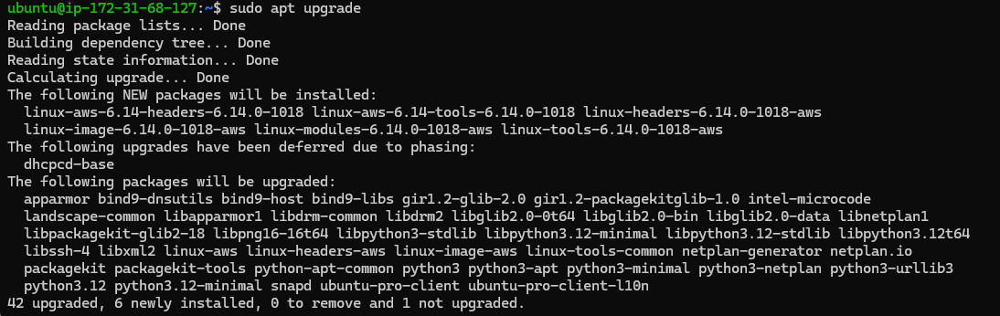 ubuntu@ip-172-31-68-127:~$ sudo apt upgrade
Reading package lists... Done
Building dependency tree... Done
Reading state information... Done
Calculating upgrade... Done
The following NEW packages will be installed:
  linux-aws-6.14-headers-6.14.0-1018 linux-aws-6.14-tools-6.14.0-1018 linux-headers-6.14.0-1018-aws
  linux-image-6.14.0-1018-aws linux-modules-6.14.0-1018-aws linux-tools-6.14.0-1018-aws
The following upgrades have been deferred due to phasing:
  dhcpcd-base
The following packages will be upgraded:
  apparmor bind9-dnsutils bind9-host bind9-libs gir1.2-glib-2.0 gir1.2-packagekitglib-1.0 intel-microcode
  landscape-common libapparmor1 libdrm-common libdrm2 libglib2.0-0t64 libglib2.0-bin libglib2.0-data libnetplan1
  libpackagekit-glib2-18 libpng16-16t64 libpython3-stdlib libpython3.12-minimal libpython3.12-stdlib libpython3.12t64
  libssh-4 libxml2 linux-aws linux-headers-aws linux-image-aws linux-tools-common netplan-generator netplan.io
  packagekit packagekit-tools python-apt-common python3 python3-apt python3-minimal python3-netplan python3-urllib3
  python3.12 python3.12-minimal snapd ubuntu-pro-client ubuntu-pro-client-l10n
42 upgraded, 6 newly installed, 0 to remove and 1 not upgraded.